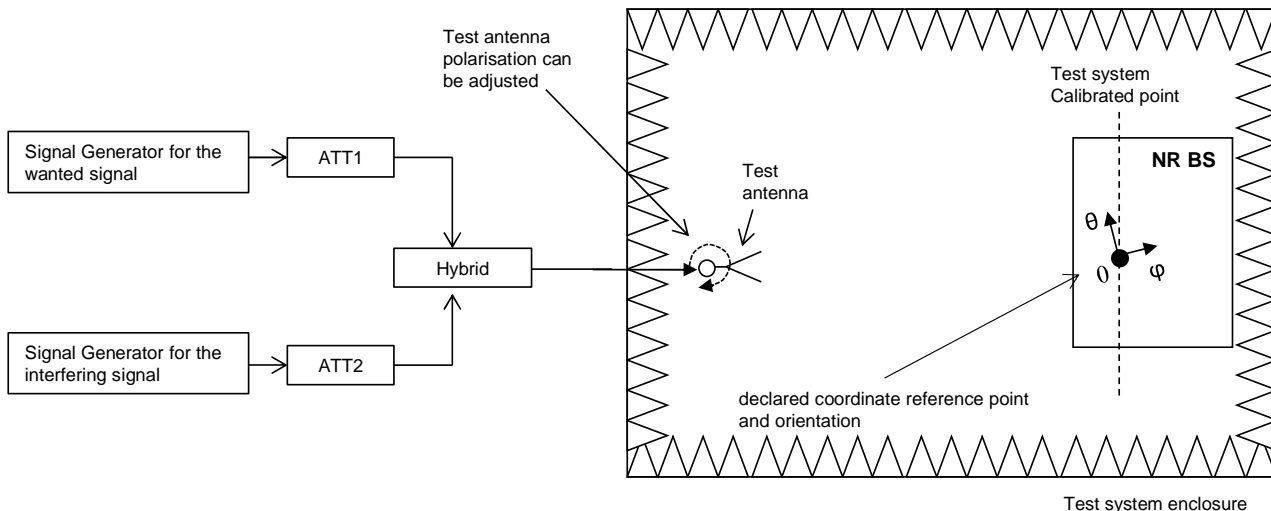 Test antenna
polarisation can
be adjusted
Test system
Calibrated point
Signal Generator for the
wanted signal
ATT1
NR BS
Test
antenna
Hybrid
θ
0
φ
Signal Generator for the
interfering signal
ATT2
declared coordinate reference point
and orientation
Test system enclosure